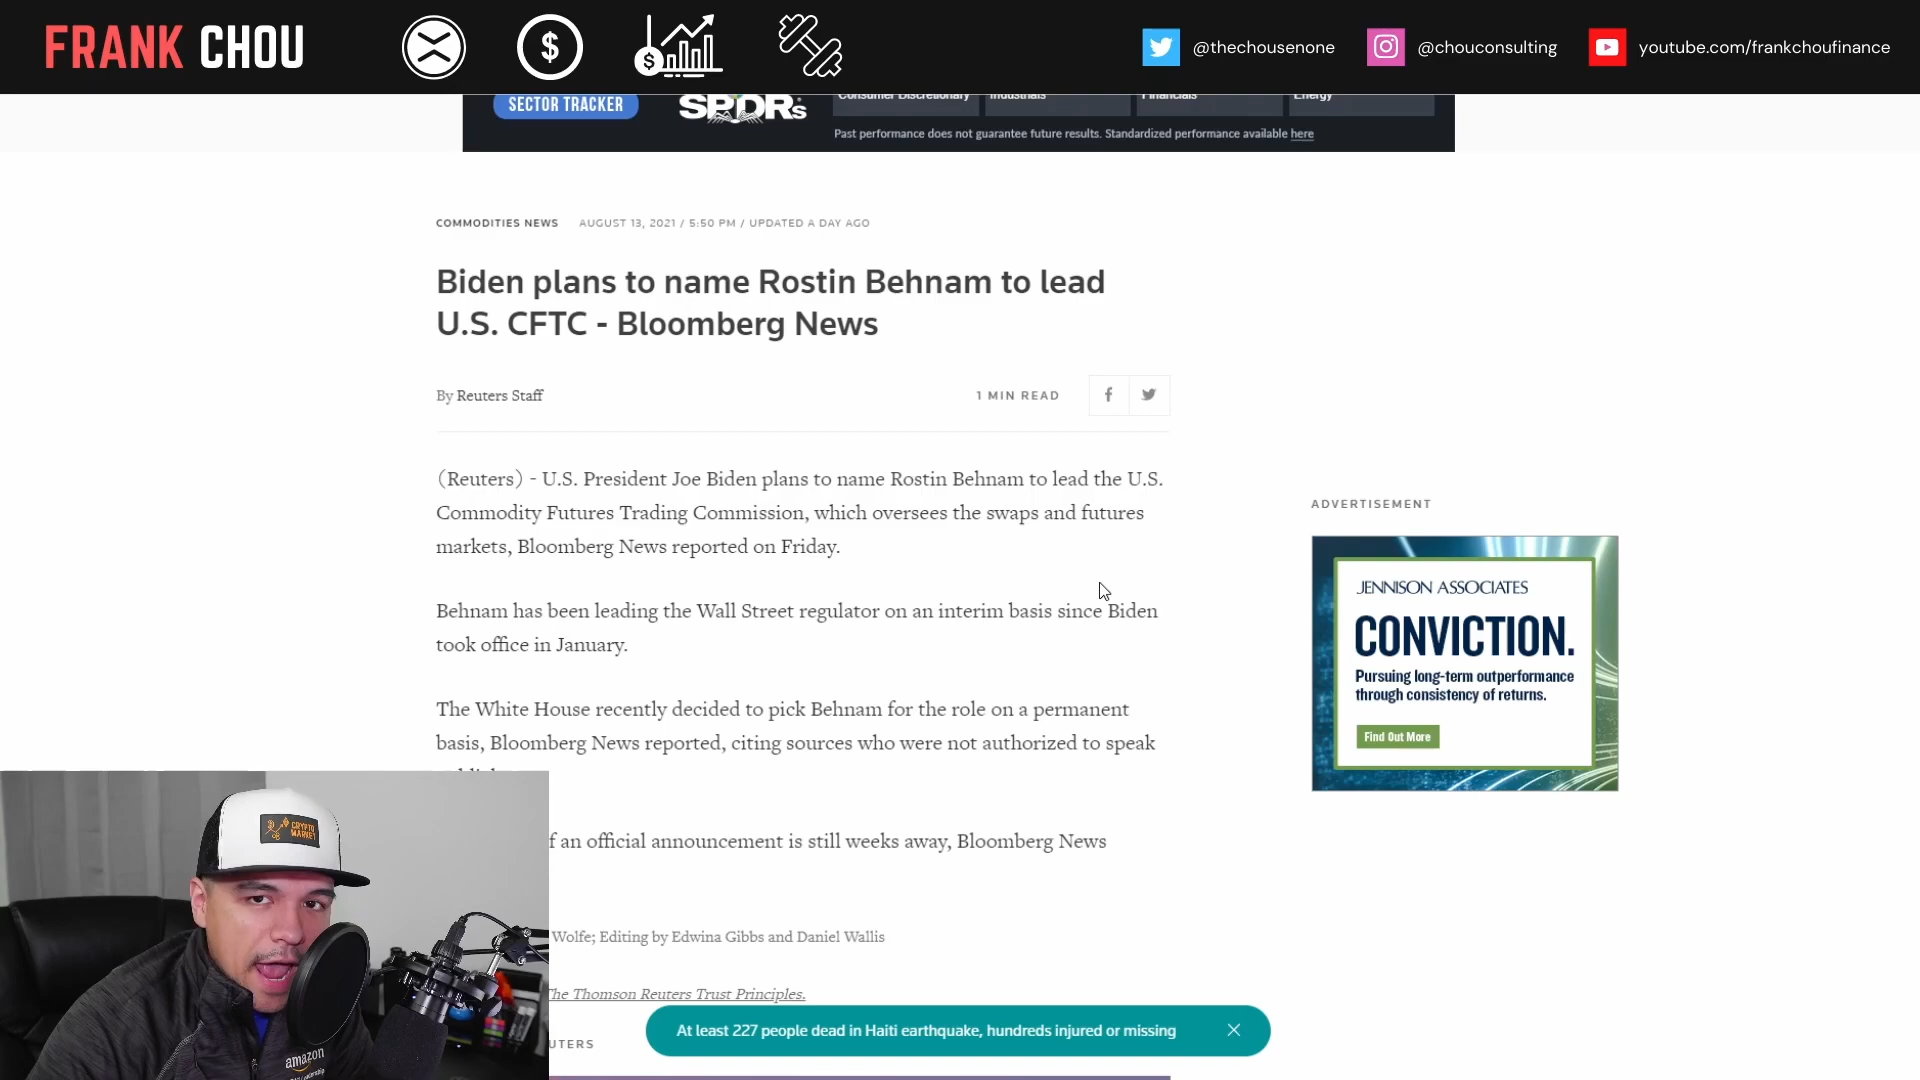 FRANK CHOU
@thechousenone
@chouconsulting
youtube.com/frankchoufinance
SECTOR TRACKER
SPDRs
Consumer Discretionary
Industrials
Financials
Energy
Past performance does not guarantee future results. Standardized performance available here
COMMODITIES NEWS
AUGUST 13, 2021 / 5:50 PM / UPDATED A DAY AGO
Biden plans to name Rostin Behnam to lead
U.S. CFTC - Bloomberg News
By Reuters Staff
1 MIN READ
(Reuters) - U.S. President Joe Biden plans to name Rostin Behnam to lead the U.S.
Commodity Futures Trading Commission, which oversees the swaps and futures
markets, Bloomberg News reported on Friday.
Behnam has been leading the Wall Street regulator on an interim basis since Biden
took office in January.
The White House recently decided to pick Behnam for the role on a permanent
basis, Bloomberg News reported, citing sources who were not authorized to speak
f an official announcement is still weeks away, Bloomberg News
Wolfe; Editing by Edwina Gibbs and Daniel Wallis
The Thomson Reuters Trust Principles.
UTERS
At least 227 people dead in Haiti earthquake, hundreds injured or missing
ADVERTISEMENT
JENNISON ASSOCIATES
CONVICTION.
Pursuing long-term outperformance
through consistency of returns.
Find Out More
CRYPTO
MARKET
amazon